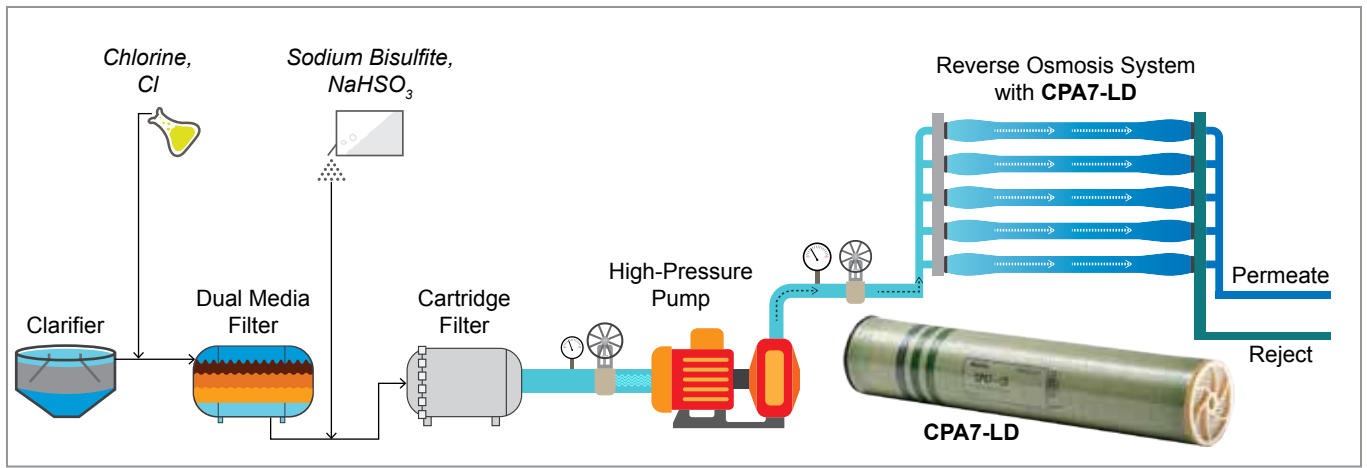 Chlorine,
Cl
Sodium Bisulfite,
NaHSO₃
Reverse Osmosis System
with CPA7-LD
High-Pressure
Pump
Permeate
Dual Media
Filter
Cartridge
Filter
Clarifier
Reject
CPA7-LD